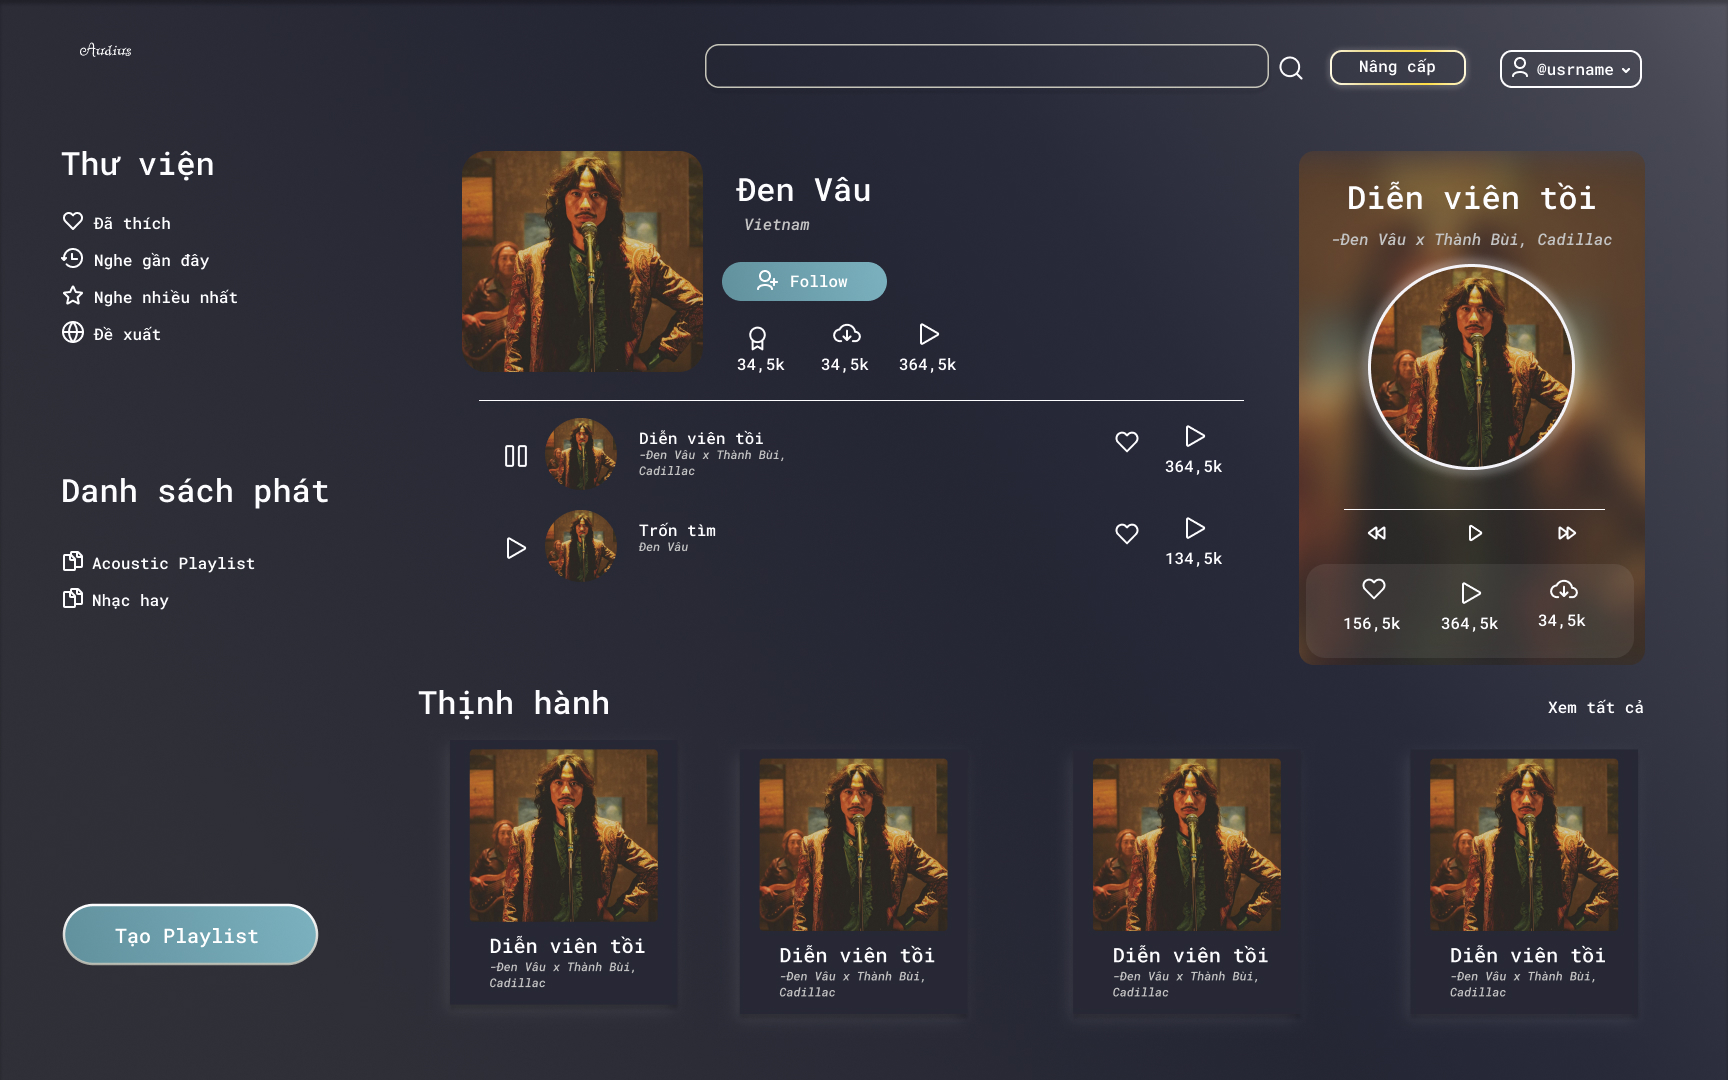 Audius
Nâng cấp
@usrname
Thư viện
Đã thích
Nghe gần đây
Nghe nhiều nhất
Đề xuất
Danh sách phát
Acoustic Playlist
Nhạc hay
Tạo Playlist
Đen Vâu
Vietnam
Follow
34,5k
34,5k
364,5k
Diễn viên tồi
-Đen Vâu x Thành Bùi,
Cadillac
364,5k
Trốn tìm
Đen Vâu
134,5k
Diễn viên tồi
-Đen Vâu x Thành Bùi, Cadillac
156,5k
364,5k
34,5k
Thịnh hành
Xem tất cả
Diễn viên tồi
-Đen Vâu x Thành Bùi,
Cadillac
Diễn viên tồi
-Đen Vâu x Thành Bùi,
Cadillac
Diễn viên tồi
-Đen Vâu x Thành Bùi,
Cadillac
Diễn viên tồi
-Đen Vâu x Thành Bùi,
Cadillac